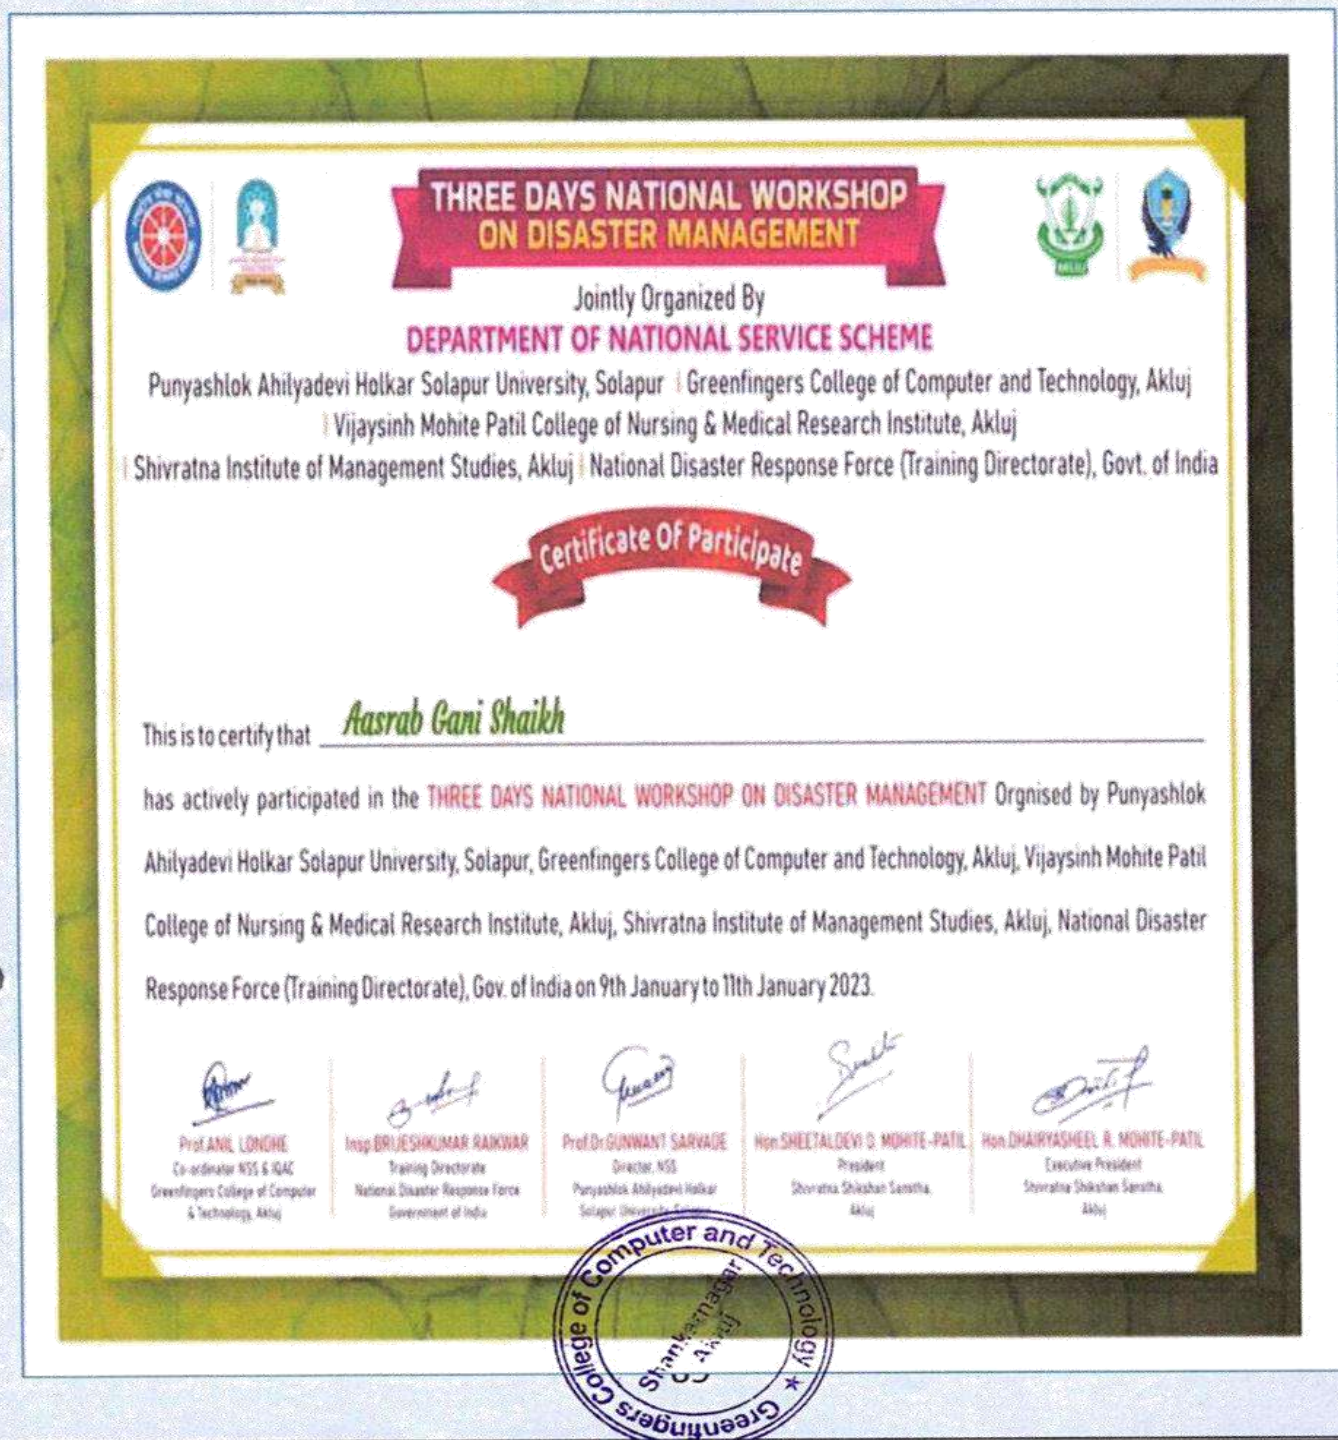 THREE DAYS NATIONAL WORKSHOP
ON DISASTER MANAGEMENT
Jointly Organized By
DEPARTMENT OF NATIONAL SERVICE SCHEME
Punyashlok Ahilyadevi Holkar Solapur University, Solapur | Greenfingers College of Computer and Technology, Akluj
| Vijaysinh Mohite Patil College of Nursing & Medical Research Institute, Akluj
| Shivratna Institute of Management Studies, Akluj | National Disaster Response Force (Training Directorate), Govt. of India
Certificate Of Participate
This is to certify that Aasrab Gani Shaikh
has actively participated in the THREE DAYS NATIONAL WORKSHOP ON DISASTER MANAGEMENT Orgnised by Punyashlok
Ahilyadevi Holkar Solapur University, Solapur, Greenfingers College of Computer and Technology, Akluj, Vijaysinh Mohite Patil
College of Nursing & Medical Research Institute, Akluj, Shivratna Institute of Management Studies, Akluj, National Disaster
Response Force (Training Directorate), Gov. of India on 9th January to 11th January 2023.
Prof.ANIL LONDHE
Co-ordinator NSS & IQAC
Greenfingers College of Computer
& Technology, Akluj
Insp.BRIJESHKUMAR RAIKWAR
Training Directorate
National Disaster Response Force
Government of India
Prof.Dr.GUNWANT SARVADE
Director, NSS
Punyashlok Ahilyadevi Holkar
Solapur University, Solapur
Hon.SHEETALDEVI D. MOHITE-PATIL
President
Shivratna Shikshan Sanstha,
Akluj
Hon.DHAIRYASHEEL R. MOHITE-PATIL
Executive President
Shivratna Shikshan Sanstha,
Akluj
Greenfingers College of Computer and Technology ★
Shankarnagar
Akluj